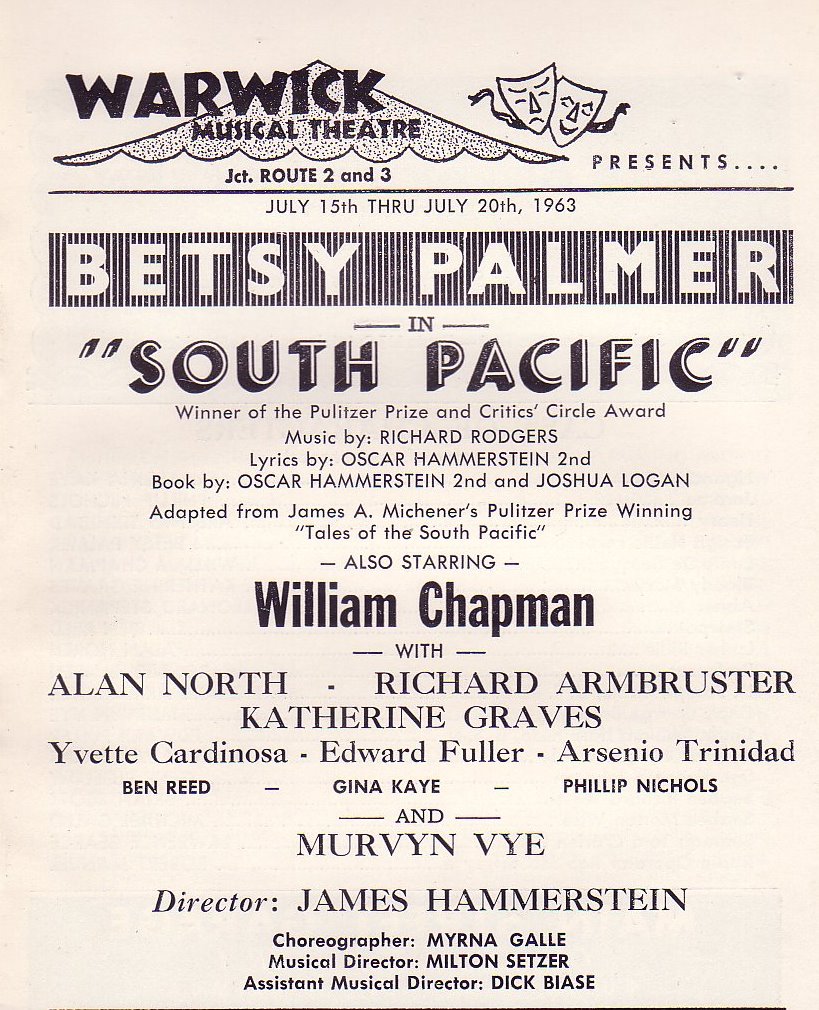 WARWICK
MUSICAL THEATRE
Jct. ROUTE 2 and 3
PRESENTS....
JULY 15th THRU JULY 20th, 1963
BETSY PALMER
IN
"SOUTH PACIFIC"
Winner of the Pulitzer Prize and Critics' Circle Award
Music by: RICHARD RODGERS
Lyrics by: OSCAR HAMMERSTEIN 2nd
Book by: OSCAR HAMMERSTEIN 2nd and JOSHUA LOGAN
Adapted from James A. Michener's Pulitzer Prize Winning
"Tales of the South Pacific"
— ALSO STARRING —
William Chapman
— WITH —
ALAN NORTH - RICHARD ARMBRUSTER
KATHERINE GRAVES
Yvette Cardinosa - Edward Fuller - Arsenio Trinidad
BEN REED — GINA KAYE — PHILLIP NICHOLS
— AND —
MURVYN VYE
Director: JAMES HAMMERSTEIN
Choreographer: MYRNA GALLE
Musical Director: MILTON SETZER
Assistant Musical Director: DICK BIASE